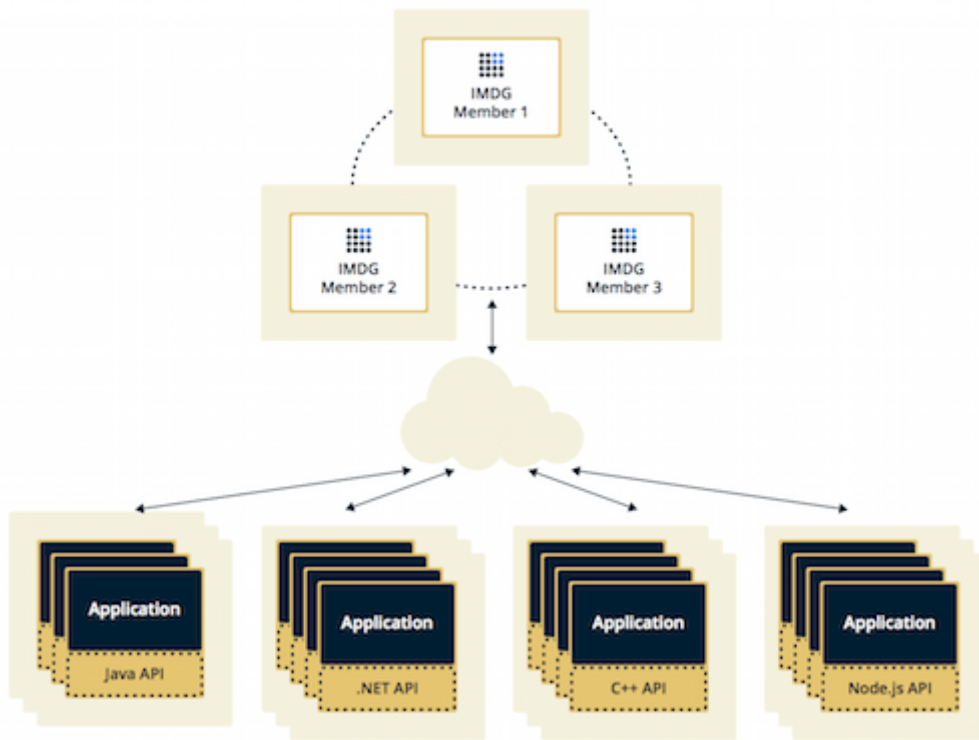 IMDG
Member 1
IMDG
Member 2
IMDG
Member 3
Application
Java API
Application
.NET API
Application
C++ API
Application
Node.js API